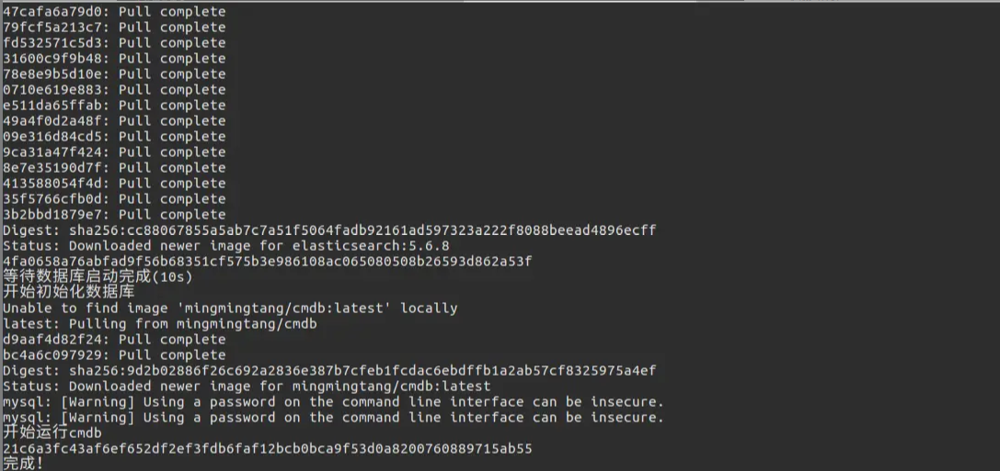 47cafa6a79d0: Pull complete
79fcf5a213c7: Pull complete
fd532571c5d3: Pull complete
31600c9f9b48: Pull complete
78e8e9b5d10e: Pull complete
0710e619e883: Pull complete
e511da65ffab: Pull complete
49a4f0d2a48f: Pull complete
09e316d84cd5: Pull complete
9ca31a47f424: Pull complete
8e7e35190d7f: Pull complete
413588054f4d: Pull complete
35f5766cfb0d: Pull complete
3b2bbd1879e7: Pull complete
Digest: sha256:cc88067855a5ab7c7a51f5064fadb92161ad597323a222f8088beead4896ecff
Status: Downloaded newer image for elasticsearch:5.6.8
4fa0658a76abfad9f56b68351cf575b3e986108ac065080508b26593d862a53f
等待数据库启动完成(10s)
开始初始化数据库
Unable to find image 'mingmingtang/cmdb:latest' locally
latest: Pulling from mingmingtang/cmdb
d9aaf4d82f24: Pull complete
bc4a6c097929: Pull complete
Digest: sha256:9d2b02886f26c692a2836e387b7cfeb1fcdac6ebdffb1a2ab57cf8325975a4ef
Status: Downloaded newer image for mingmingtang/cmdb:latest
mysql: [Warning] Using a password on the command line interface can be insecure.
mysql: [Warning] Using a password on the command line interface can be insecure.
开始运行cmdb
21c6a3fc43af6ef652df2ef3fdb6faf12bcb0bca9f53d0a8200760889715ab55
完成!